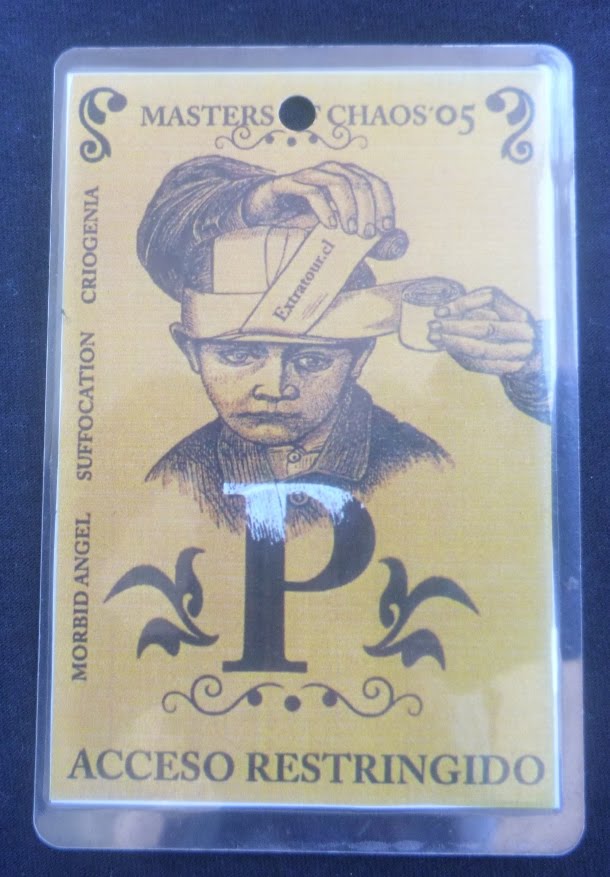 MASTERS OF CHAOS'05
CRIOGENIA
SUFFOCATION
MORBID ANGEL
Extratour.cl
P
ACCESO RESTRINGIDO